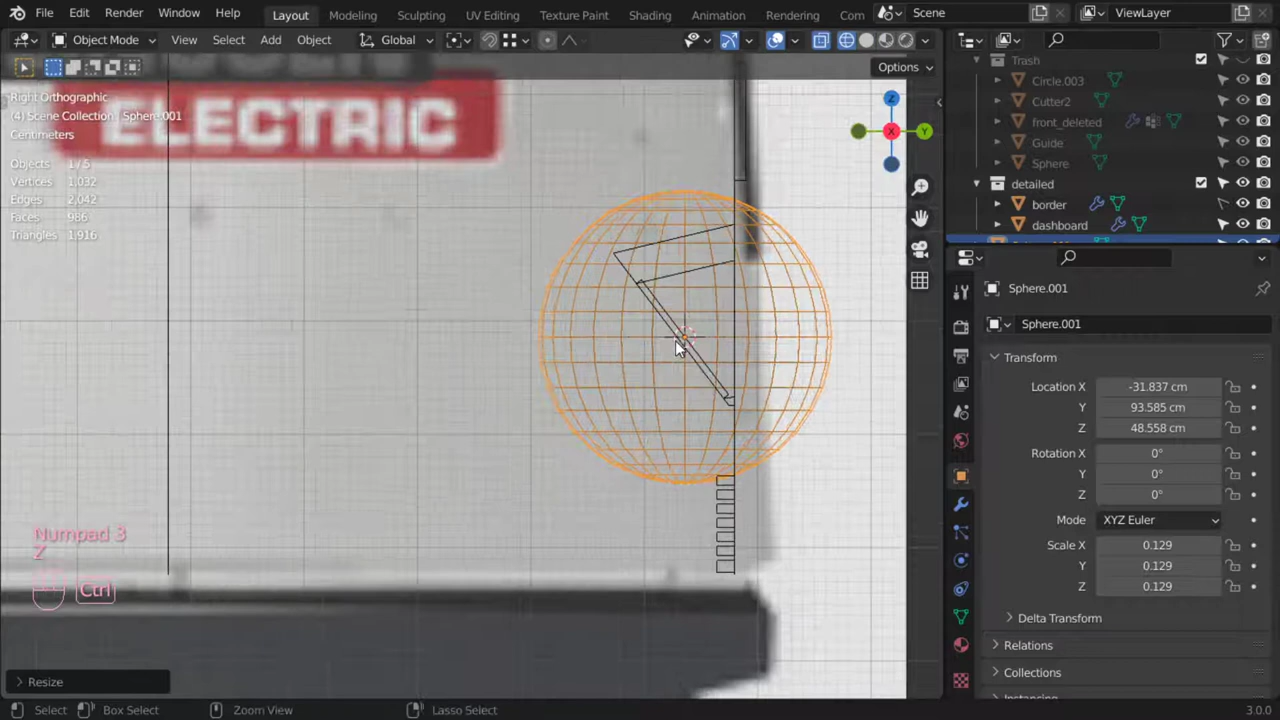 File Edit Render Window Help Layout Modeling Sculpting UV Editing Texture Paint Shading Animation Rendering Com Scene ViewLayer
Object Mode View Select Add Object Global
Options
ELECTRIC
Right Orthographic
(4) Scene Collection Sphere.001
Centimeters
Objects 1/5
Vertices 1,032
Edges 2,042
Faces 986
Triangles 1,916
Z
X
Y
Numpad 3
Z
Ctrl
Resize
Trash
Circle.003
Cutter2
front_deleted
Guide
Sphere
detailed
border
dashboard
Sphere.001
Sphere.001
Transform
Location X -31.837 cm
Y 93.585 cm
Z 48.558 cm
Rotation X 0°
Y 0°
Z 0°
Mode XYZ Euler
Scale X 0.129
Y 0.129
Z 0.129
Delta Transform
Relations
Collections
Instancing
Select Box Select Zoom View Lasso Select 3.0.0